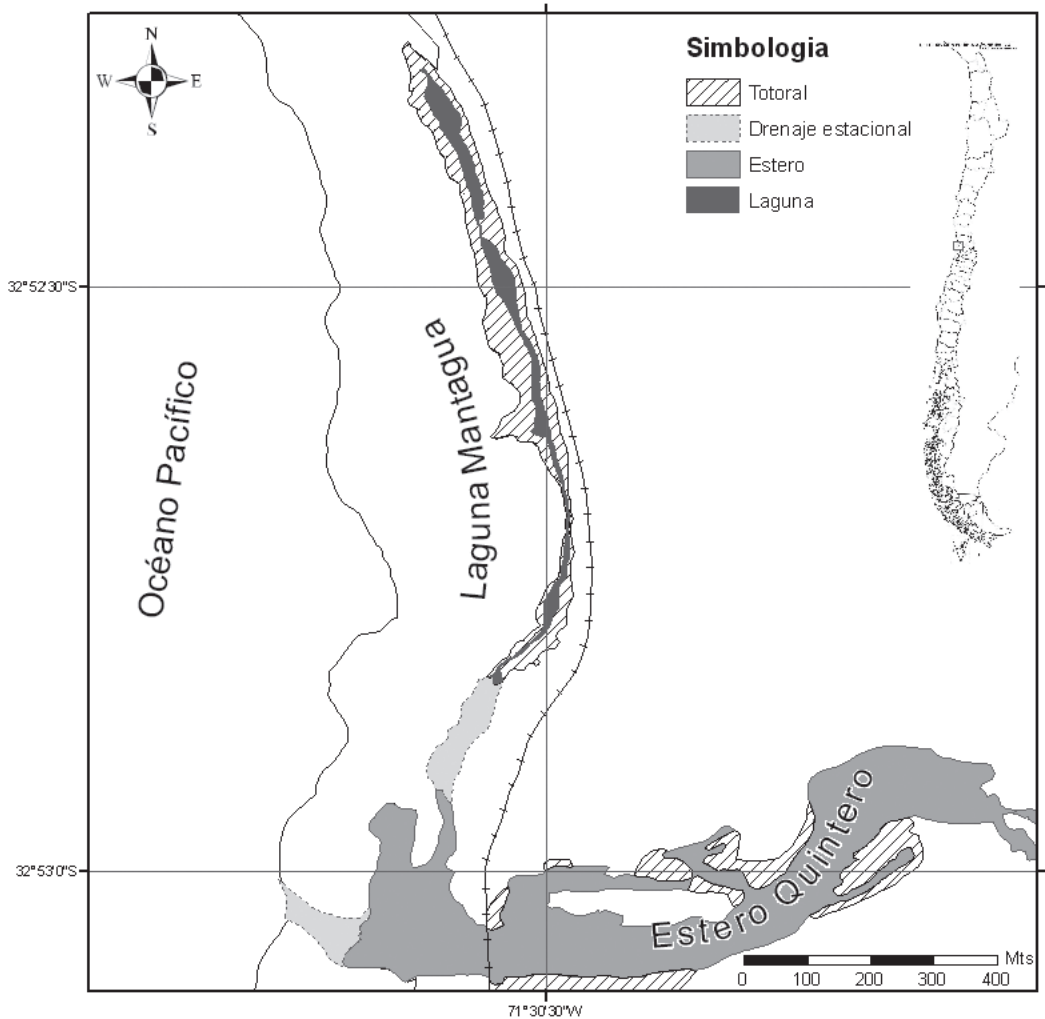 N
W E
S
Simbologia
Totoral
Drenaje estacional
Estero
Laguna
32°52'30"S
Océano Pacífico
Laguna Mantagua
32°53'0"S
Estero Quintero
Mts
0 100 200 300 400
71°30'30"W